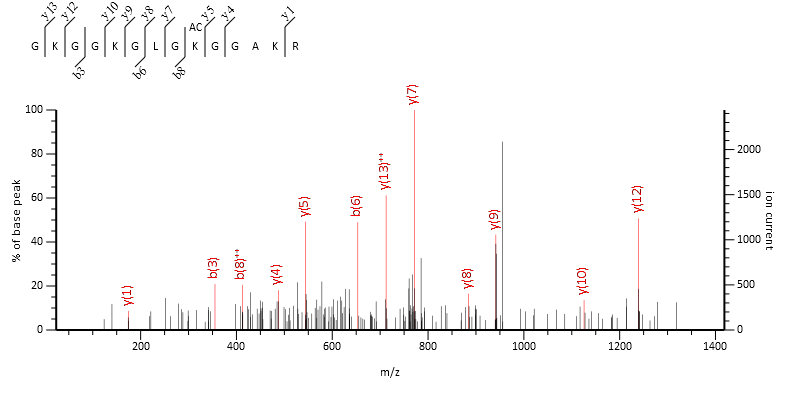 y13 y12 y10 y9 y8 y7 y5 y4 y1
AC
G K G G K G L G K G G A K R
b3 b6 b8
y(7)
y(13)⁺⁺
y(5) b(6) y(12)
y(9)
b(3) b(8)⁺⁺ y(4) y(8) y(10)
y(1)
100
80
60
40
20
0
% of base peak
2000
1500
1000
500
0
ion current
200 400 600 800 1000 1200 1400
m/z